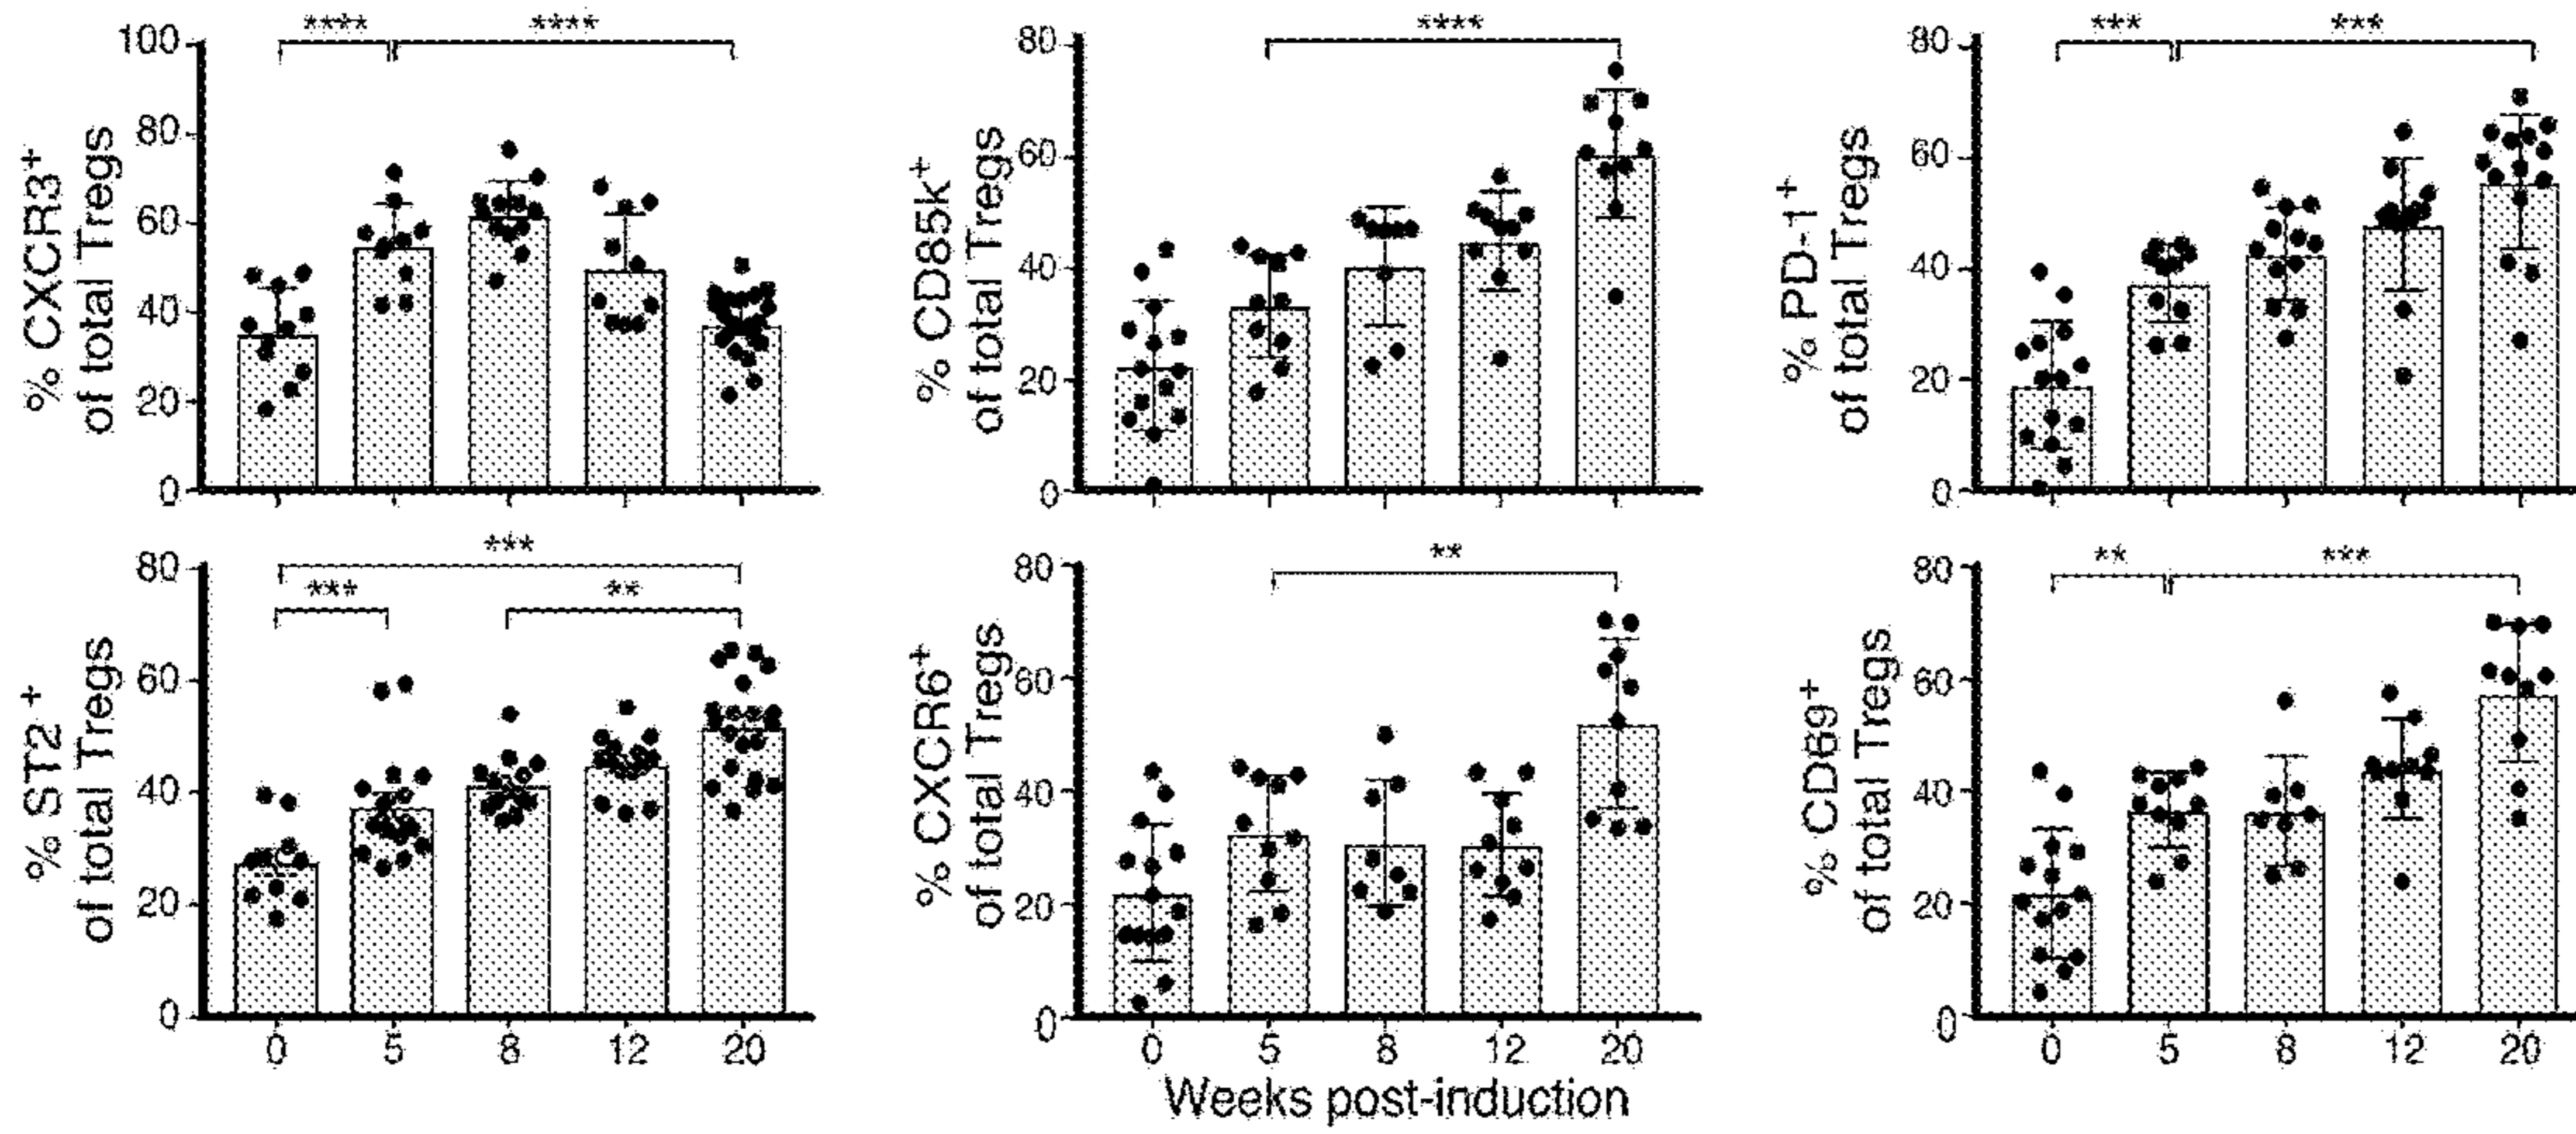 **** ****
100
80
60
40
20
0
% CXCR3+
of total Tregs
****
80
60
40
20
0
% CD85k+
of total Tregs
*** ***
80
60
40
20
0
% PD-1+
of total Tregs
***
*** **
80
60
40
20
0
% ST2 +
of total Tregs
0 5 8 12 20
**
80
60
40
20
0
% CXCR6+
of total Tregs
0 5 8 12 20
** ***
80
60
40
20
0
% CD69+
of total Tregs
0 5 8 12 20
Weeks post-induction